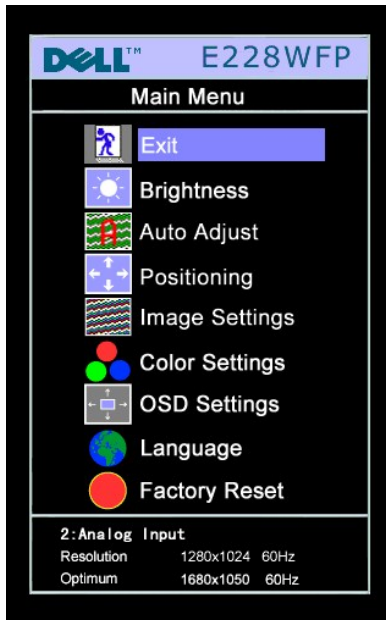 DELL™ E228WFP
Main Menu
Exit
Brightness
Auto Adjust
Positioning
Image Settings
Color Settings
OSD Settings
Language
Factory Reset
2:Analog Input
Resolution 1280x1024 60Hz
Optimum 1680x1050 60Hz